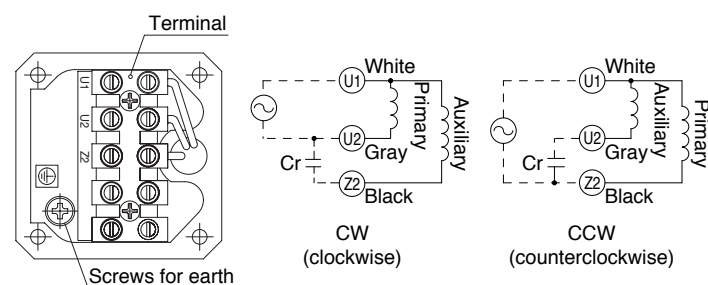 Terminal
U1
U2
Z2
Screws for earth
U1
White
Primary
Auxiliary
U2
Gray
Cr
Z2
Black
CW
(clockwise)
U1
White
Auxiliary
Primary
U2
Gray
Cr
Z2
Black
CCW
(counterclockwise)